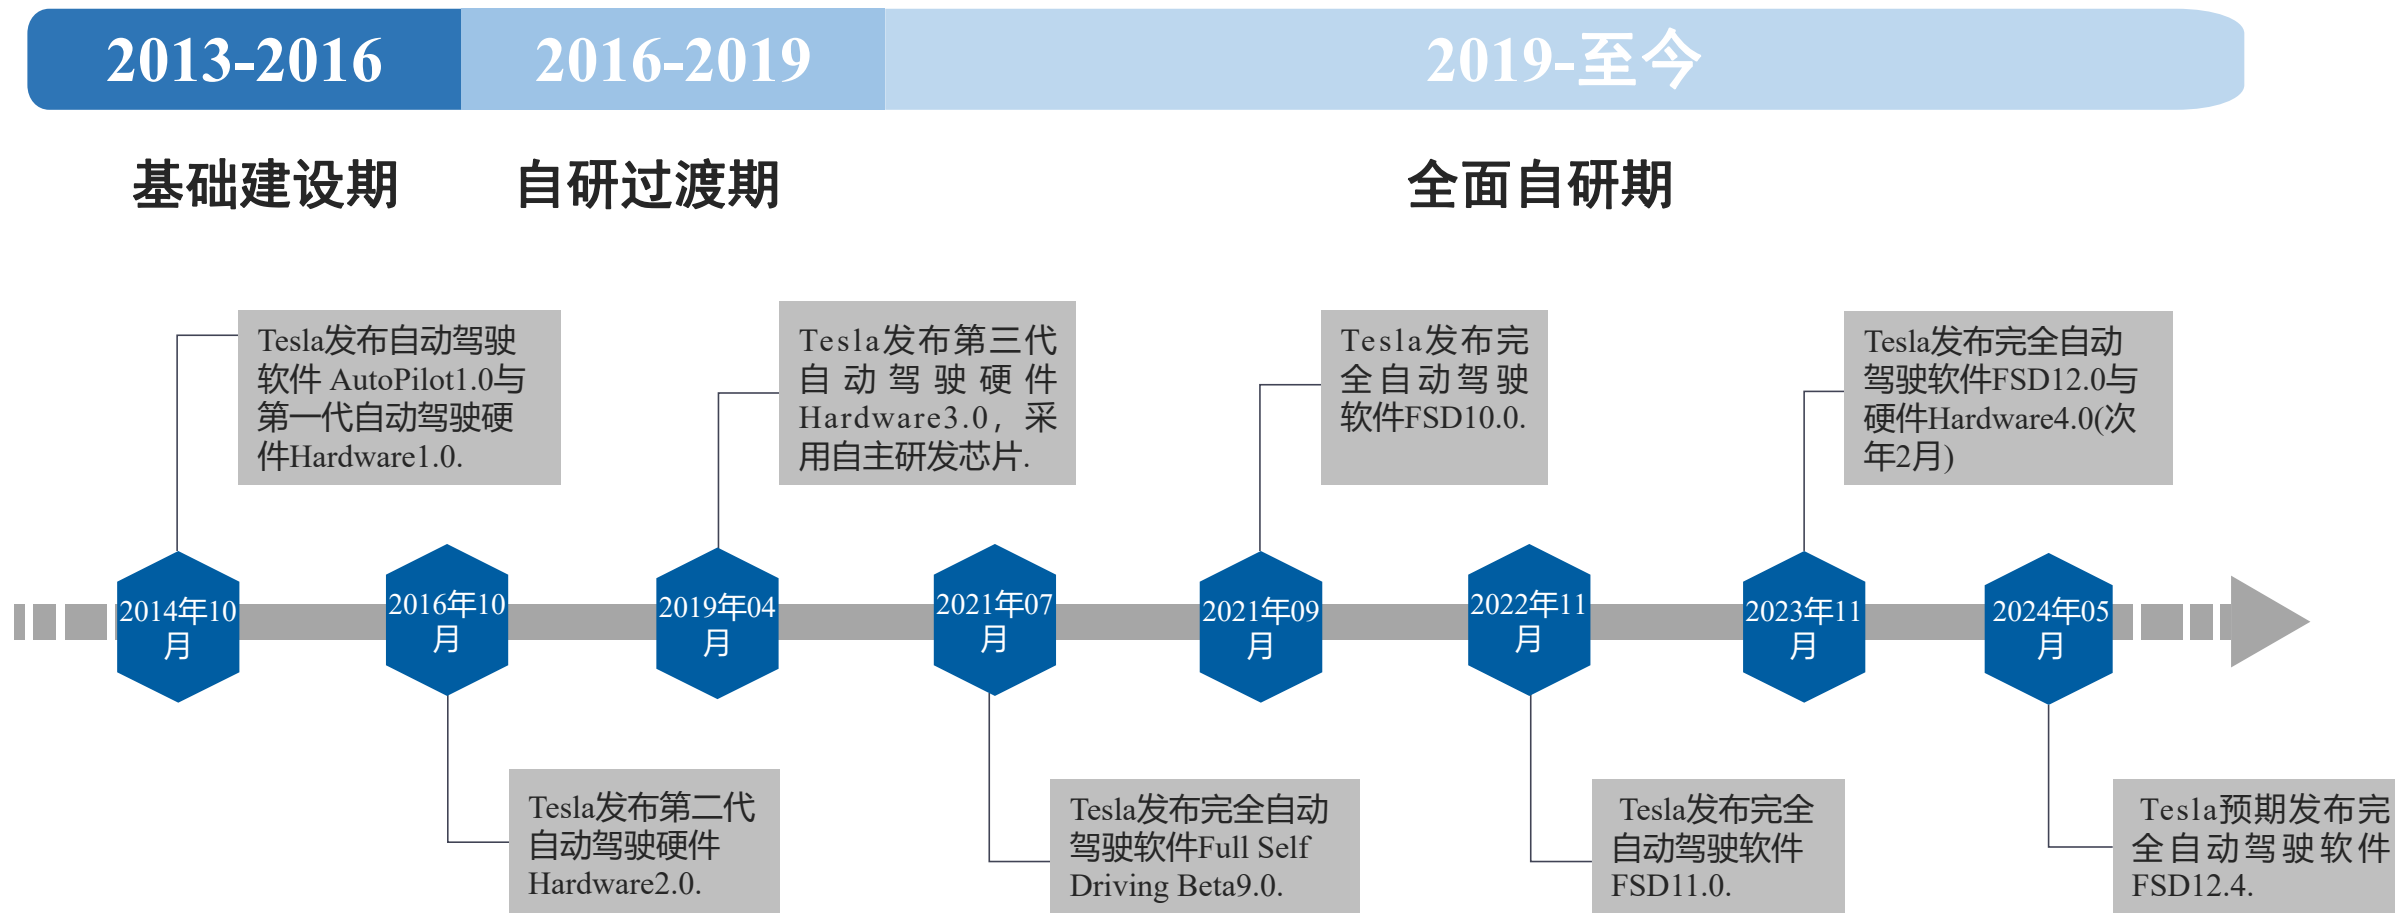 2013-2016
2016-2019
2019-至今
基础建设期
自研过渡期
全面自研期
Tesla发布自动驾驶
软件 AutoPilot1.0与
第一代自动驾驶硬
件Hardware1.0.
Tesla发布第三代
自动驾驶硬件
Hardware3.0，采
用自主研发芯片.
Tesla发布完
全自动驾驶
软件FSD10.0.
Tesla发布完全自动
驾驶软件FSD12.0与
硬件Hardware4.0(次
年2月)
2014年10
月
2016年10
月
2019年04
月
2021年07
月
2021年09
月
2022年11
月
2023年11
月
2024年05
月
Tesla发布第二代
自动驾驶硬件
Hardware2.0.
Tesla发布完全自动
驾驶软件Full Self
Driving Beta9.0.
Tesla发布完全
自动驾驶软件
FSD11.0.
Tesla预期发布完
全自动驾驶软件
FSD12.4.